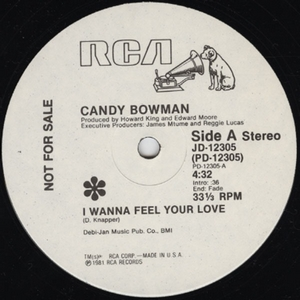 RCA
CANDY BOWMAN
Produced by Howard King and Edward Moore
Executive Producers: James Mtume and Reggie Lucas
NOT FOR SALE
Side A Stereo
JD-12305
(PD-12305)
PD-12305-A
4:32
Intro: :36
End: Fade
33⅓ RPM
I WANNA FEEL YOUR LOVE
(D. Knapper)
Debi-Jan Music Pub. Co., BMI
RCA CORP.—MADE IN U.S.A.
℗1981 RCA RECORDS